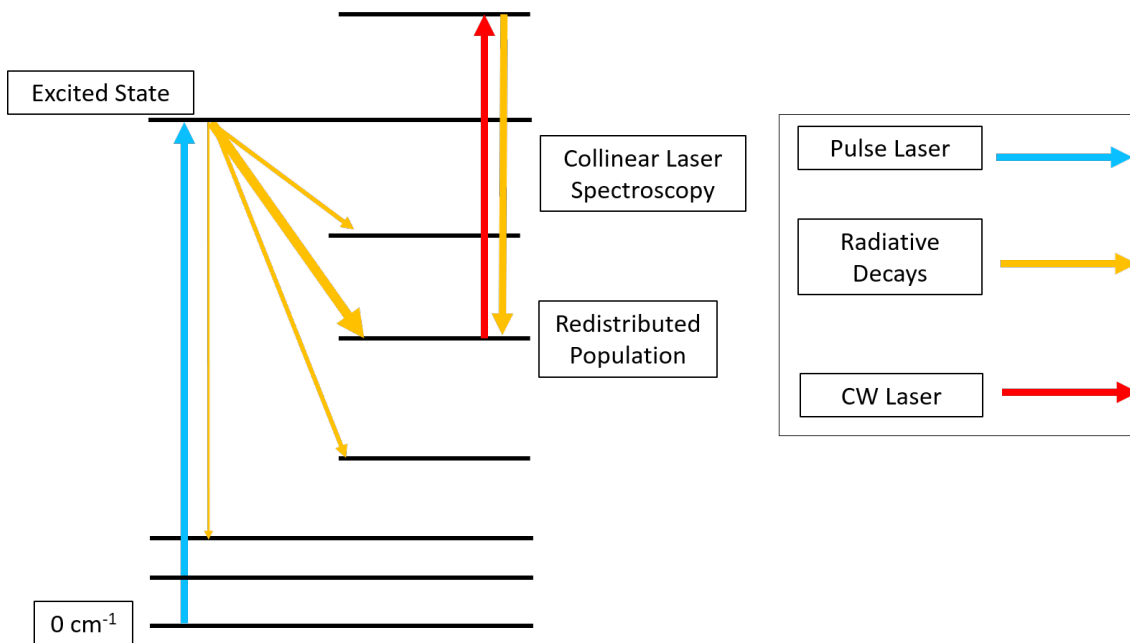 Excited State
Collinear Laser
Spectroscopy
Redistributed
Population
0 cm⁻¹
Pulse Laser
Radiative
Decays
CW Laser